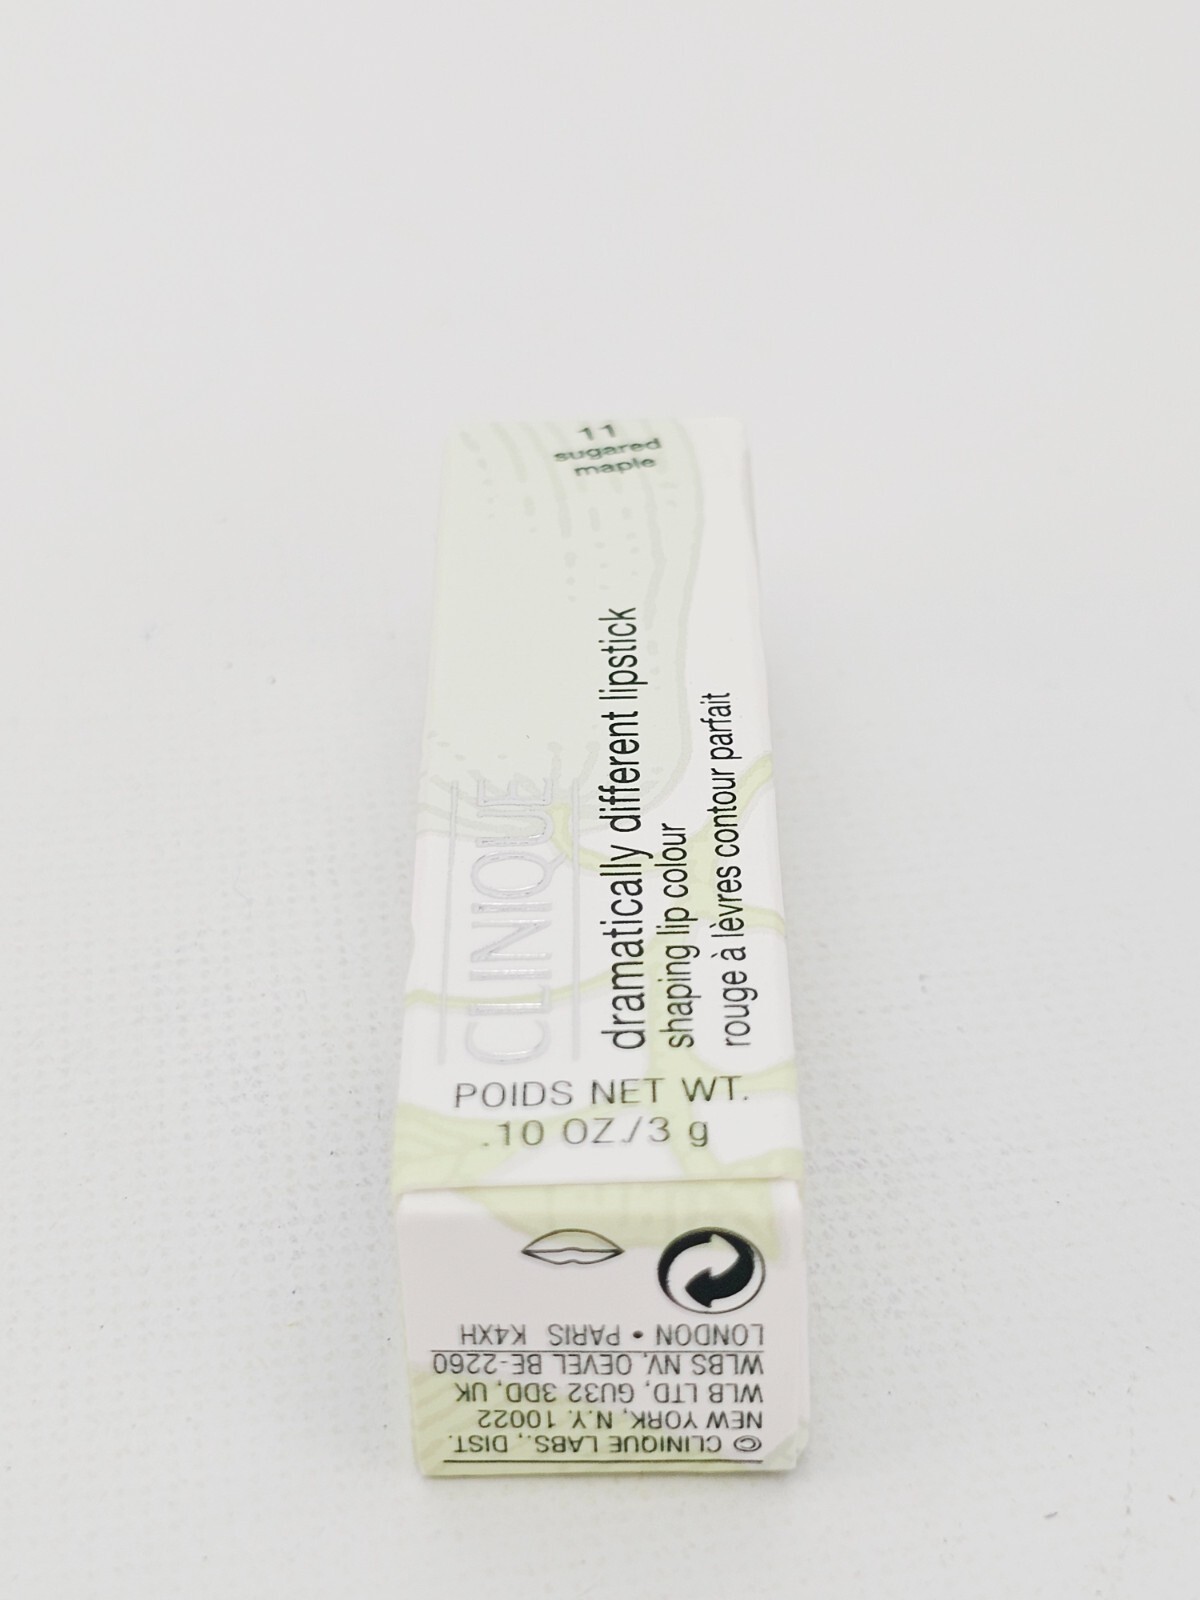 11
sugared
maple
CLINIQUE
dramatically different lipstick
shaping lip colour
rouge à lèvres contour parfait
POIDS NET WT.
.10 OZ./3 g
© CLINIQUE LABS., DIST.
NEW YORK, N.Y. 10022
WLB LTD, GU32 3DD, UK
WLBS NV, OEVEL BE-2260
LONDON • PARIS K4XH